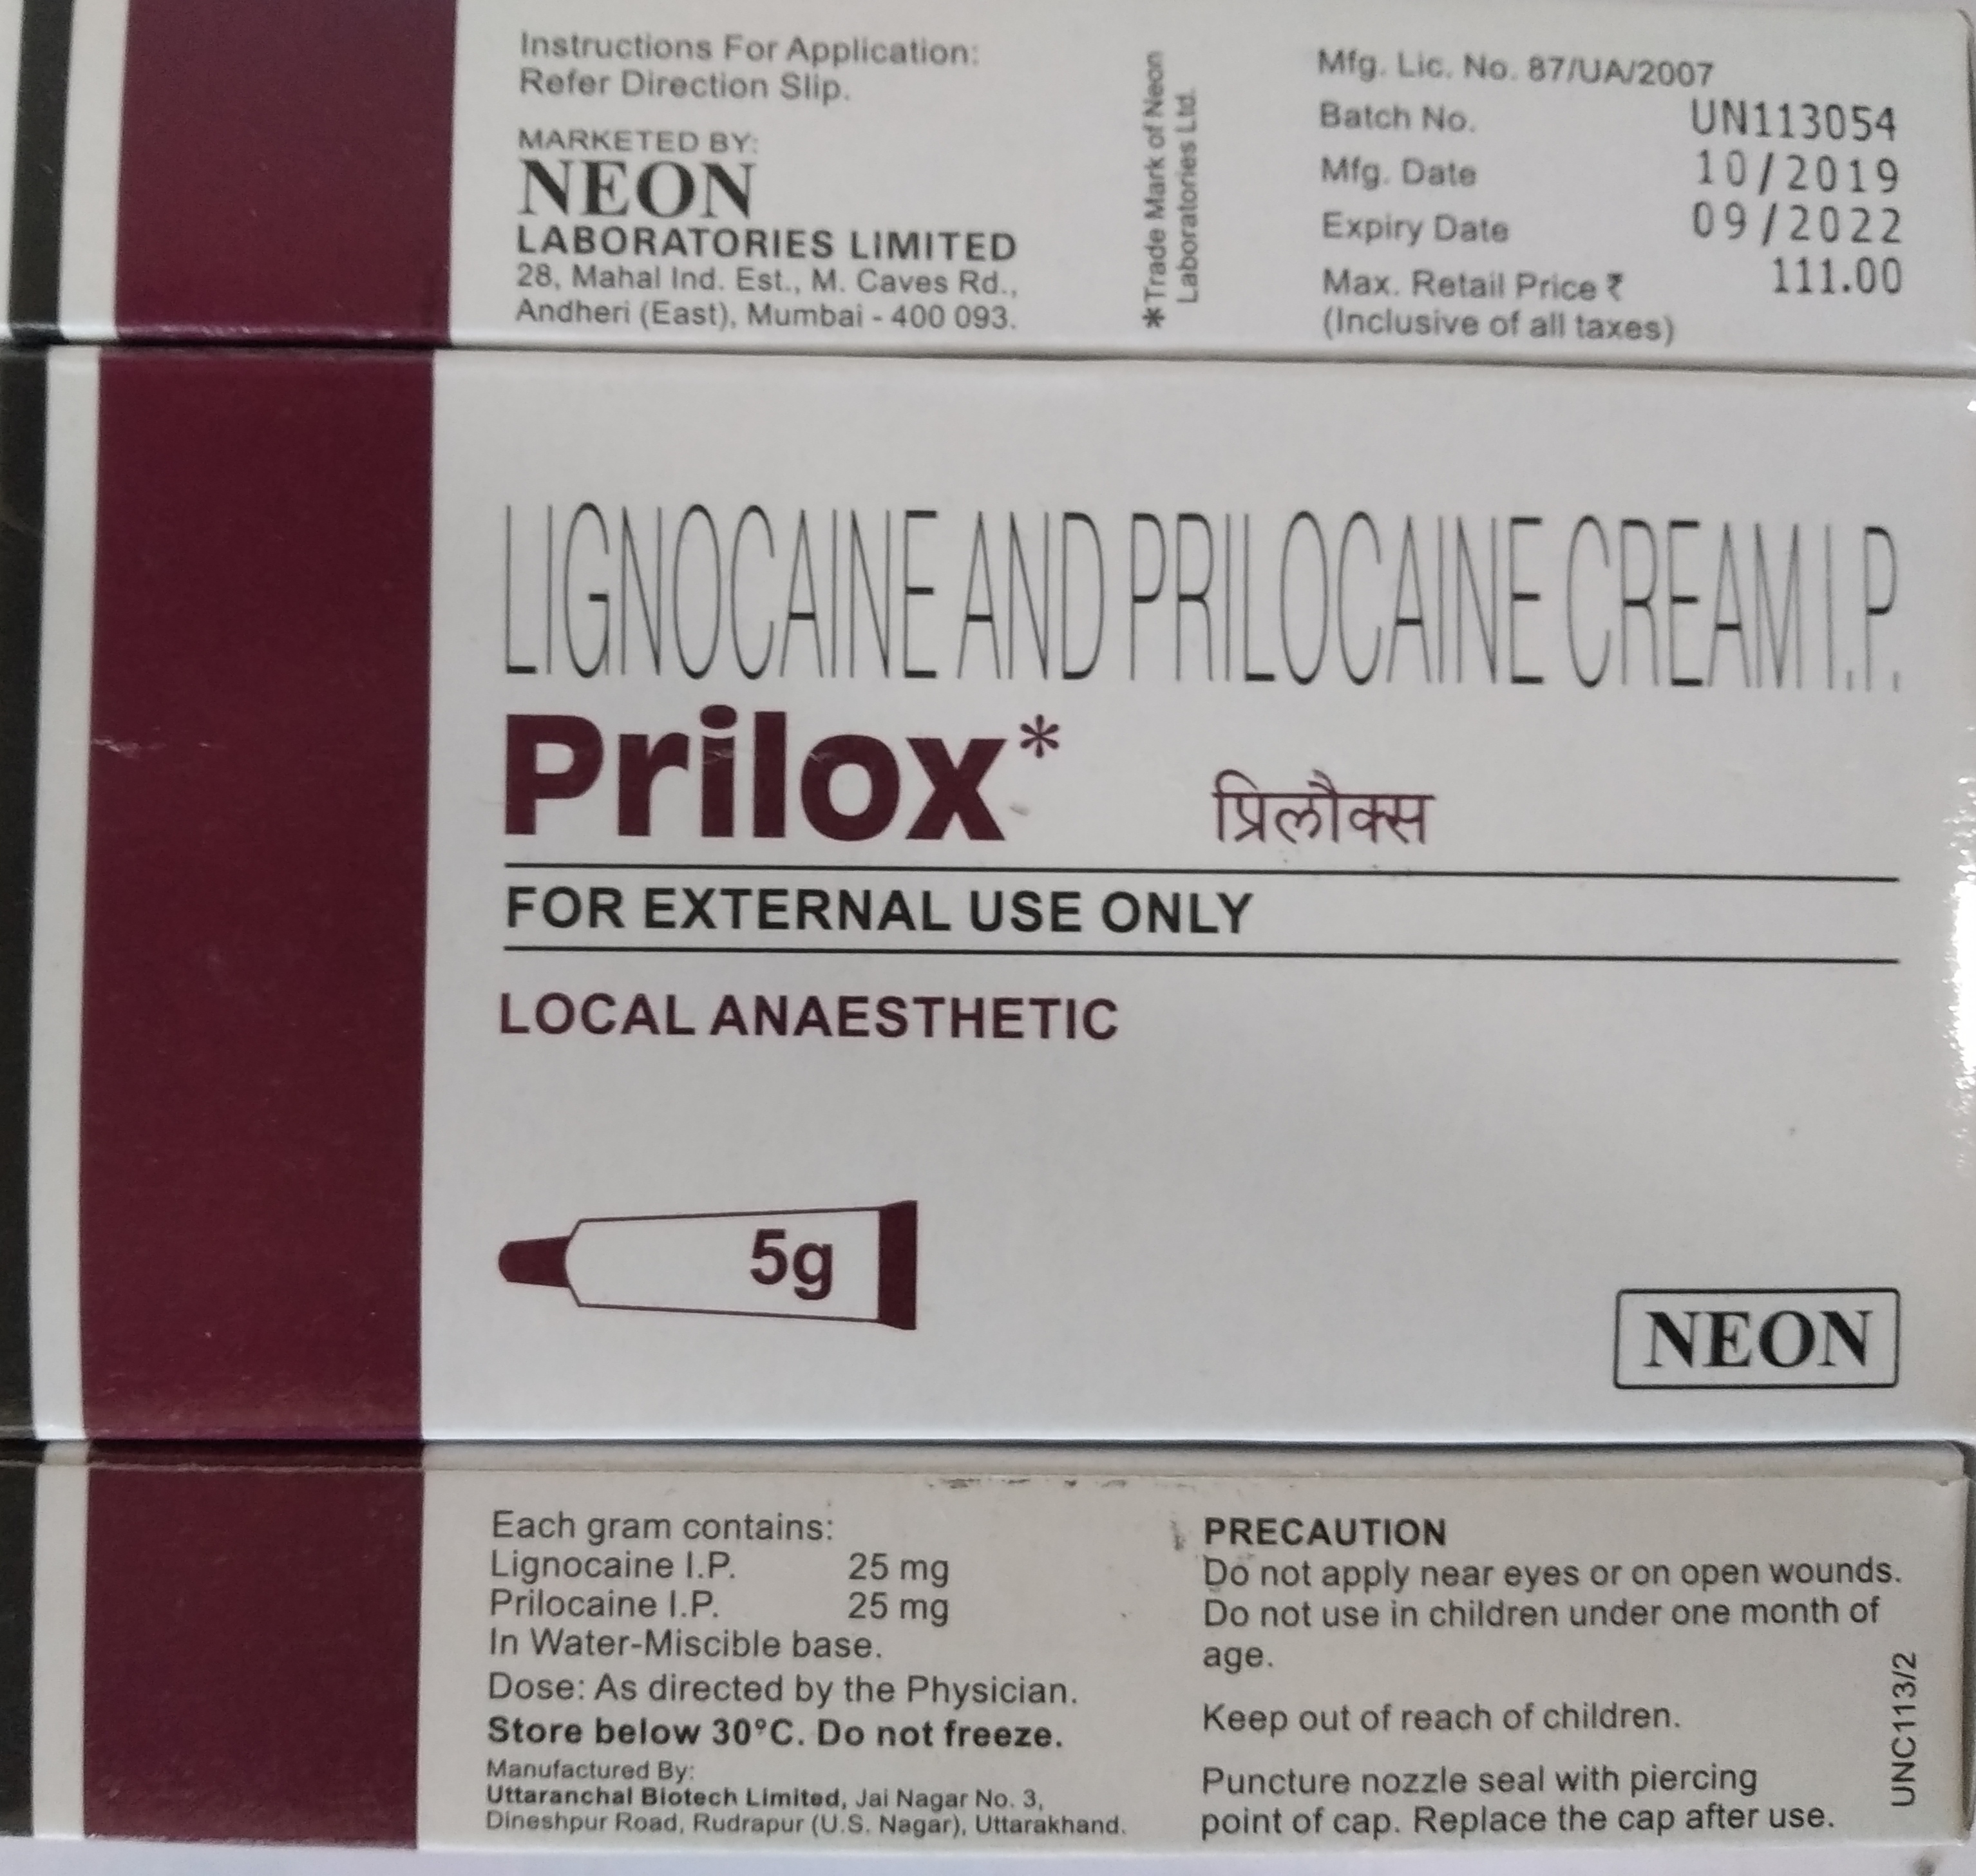 Instructions For Application:
Refer Direction Slip.
MARKETED BY:
NEON
LABORATORIES LIMITED
28, Mahal Ind. Est., M. Caves Rd.,
Andheri (East), Mumbai - 400 093.
*Trade Mark of Neon
Laboratories Ltd.
Mfg. Lic. No. 87/UA/2007
Batch No. UN113054
Mfg. Date 10/2019
Expiry Date 09/2022
Max. Retail Price ₹ 111.00
(Inclusive of all taxes)
LIGNOCAINE AND PRILOCAINE CREAM I.P.
Prilox* प्रिलौक्स
FOR EXTERNAL USE ONLY
LOCAL ANAESTHETIC
5g
NEON
Each gram contains:
Lignocaine I.P. 25 mg
Prilocaine I.P. 25 mg
In Water-Miscible base.
Dose: As directed by the Physician.
Store below 30°C. Do not freeze.
Manufactured By:
Uttaranchal Biotech Limited, Jai Nagar No. 3,
Dineshpur Road, Rudrapur (U.S. Nagar), Uttarakhand.
PRECAUTION
Do not apply near eyes or on open wounds.
Do not use in children under one month of
age.
Keep out of reach of children.
Puncture nozzle seal with piercing
point of cap. Replace the cap after use.
UNC113/2